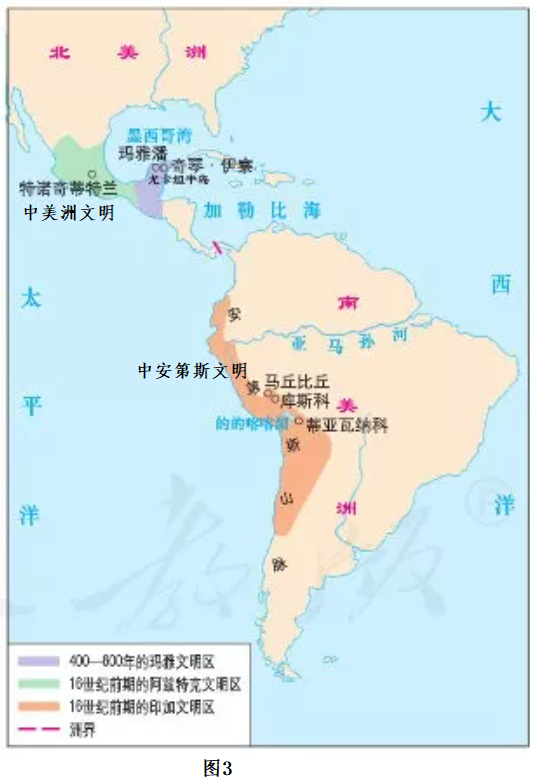 北美洲
大西洋
墨西哥湾
玛雅潘
奇琴·伊察
尤卡坦半岛
特诺奇蒂特兰
中美洲文明
加勒比海
太平洋
南美洲
亚马孙河
安第斯山脉
中安第斯文明
马丘比丘
库斯科
的的喀喀湖
蒂亚瓦纳科
400—800年的玛雅文明区
16世纪前期的阿兹特克文明区
16世纪前期的印加文明区
洲界
图3